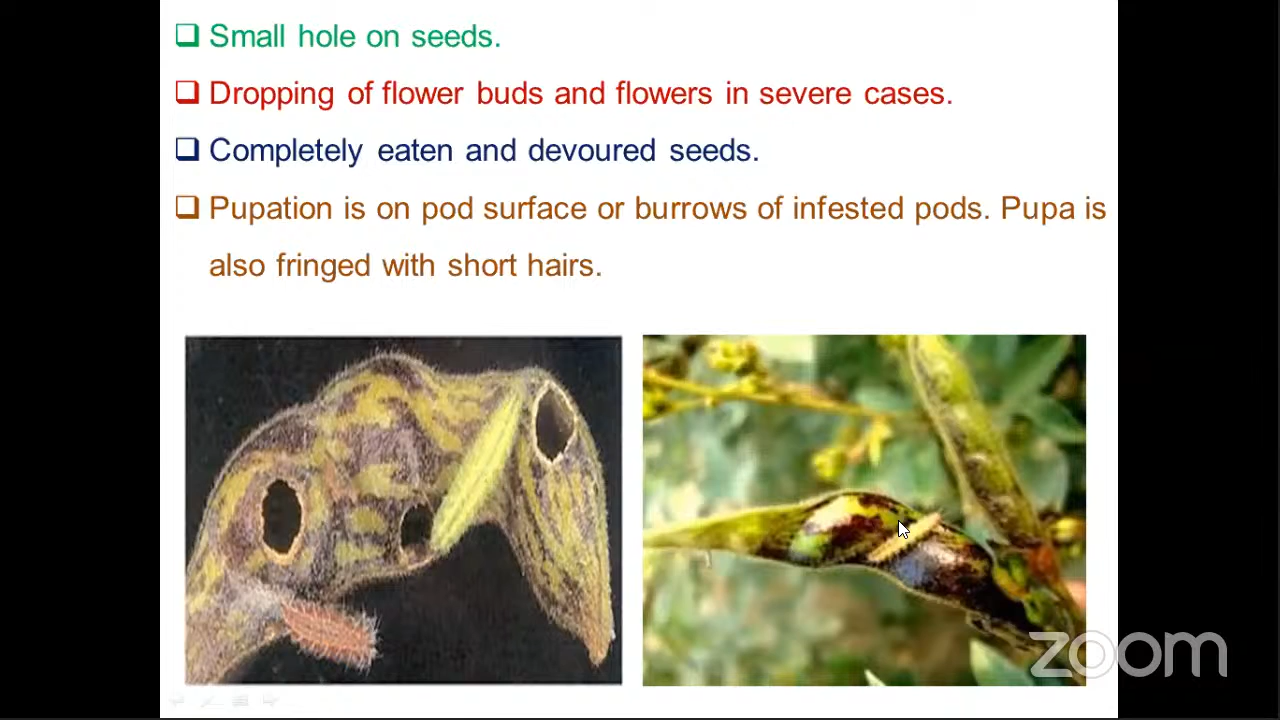 Small hole on seeds.
Dropping of flower buds and flowers in severe cases.
Completely eaten and devoured seeds.
Pupation is on pod surface or burrows of infested pods. Pupa is
also fringed with short hairs.
zoom